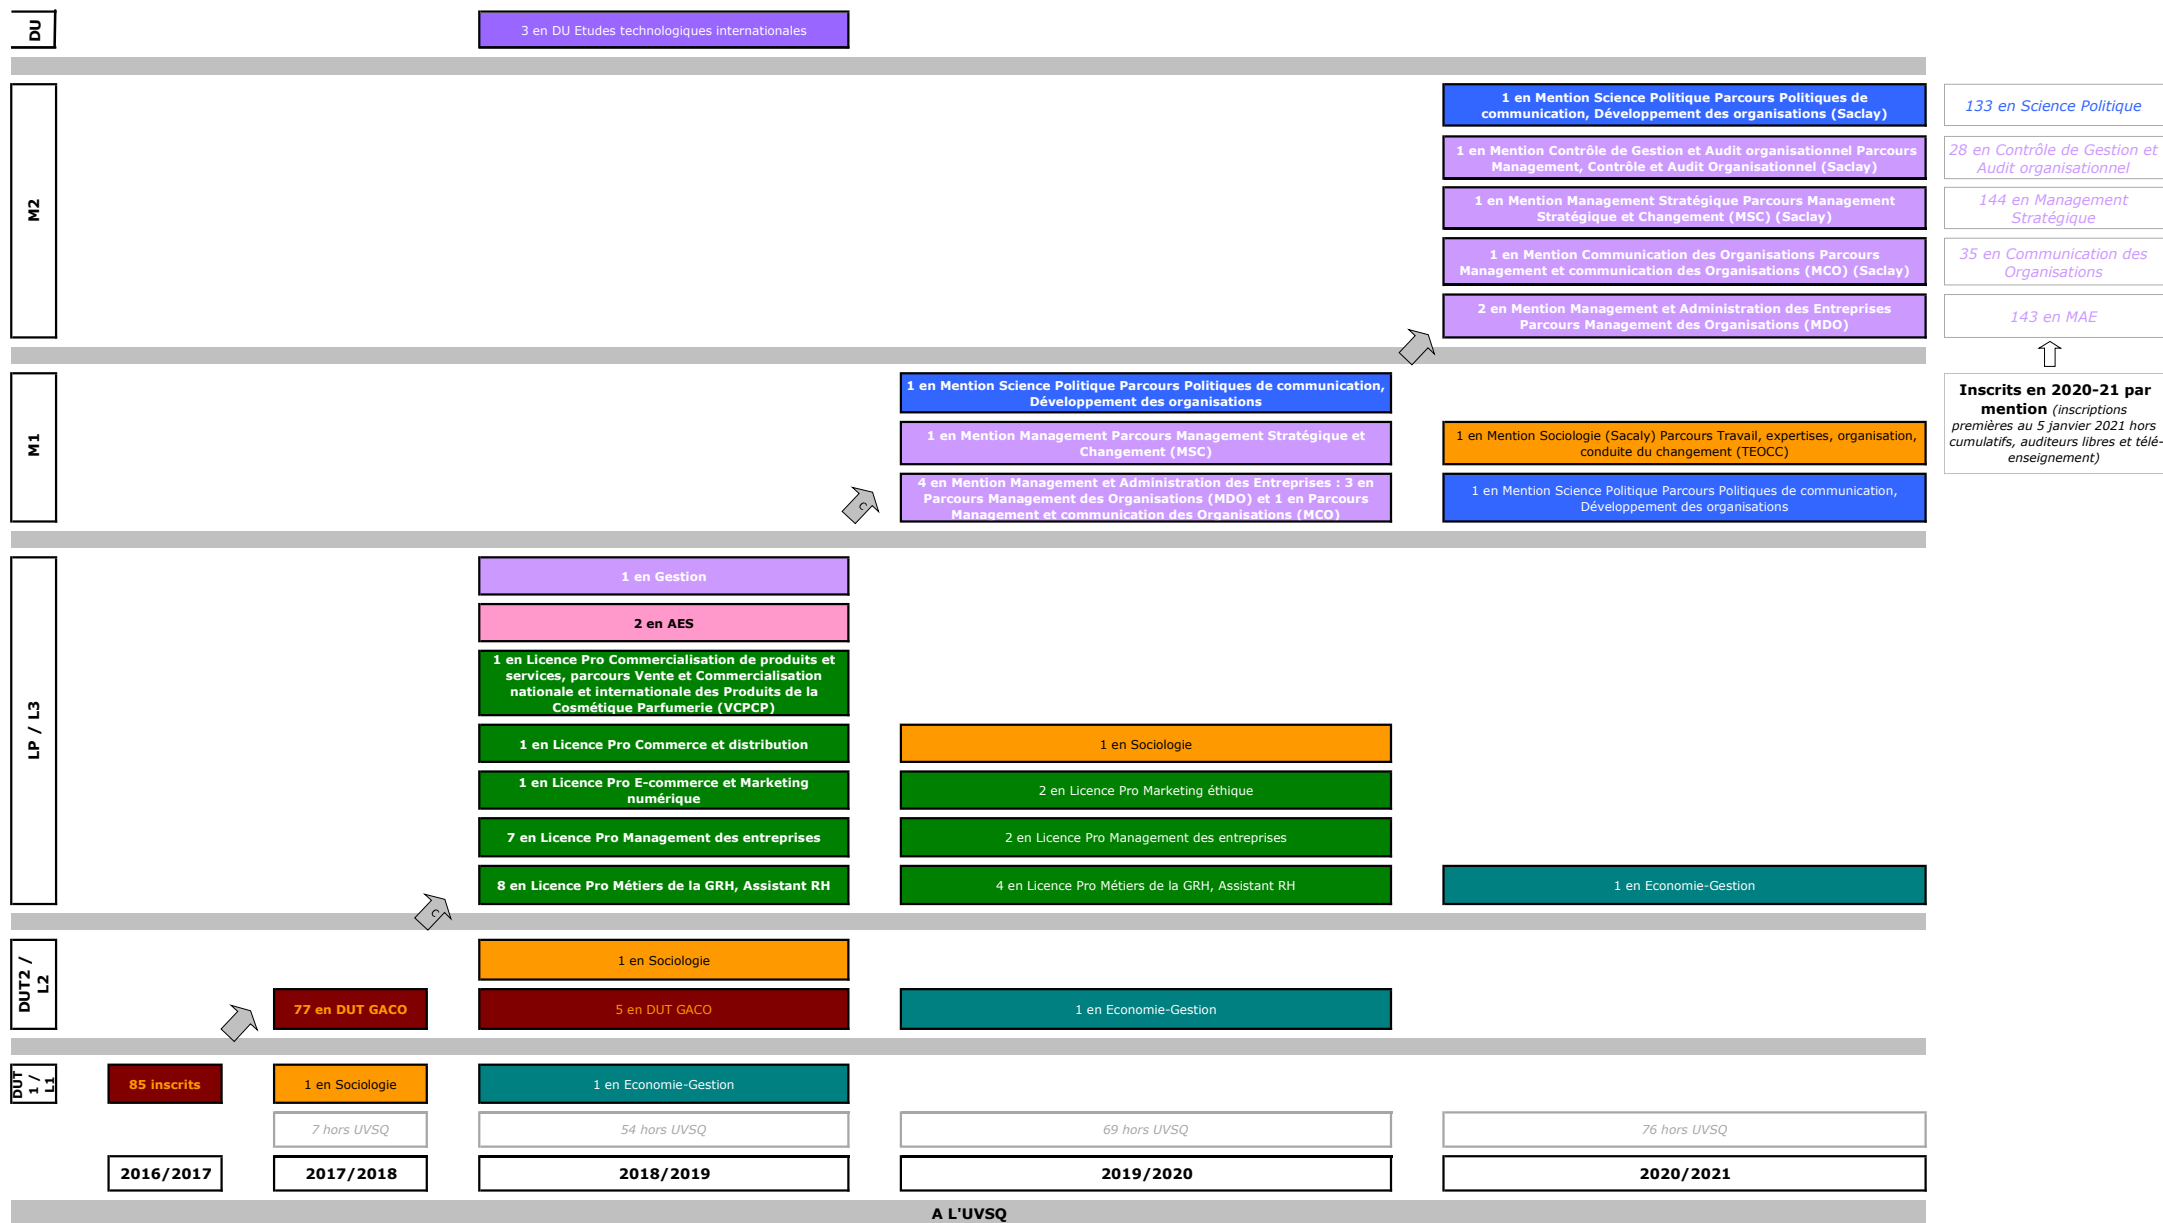 DU
3 en DU Etudes technologiques internationales
M2
1 en Mention Science Politique Parcours Politiques de
communication, Développement des organisations (Saclay)
133 en Science Politique
1 en Mention Contrôle de Gestion et Audit organisationnel Parcours
Management, Contrôle et Audit Organisationnel (Saclay)
28 en Contrôle de Gestion et
Audit organisationnel
1 en Mention Management Stratégique Parcours Management
Stratégique et Changement (MSC) (Saclay)
144 en Management
Stratégique
1 en Mention Communication des Organisations Parcours
Management et communication des Organisations (MCO) (Saclay)
35 en Communication des
Organisations
2 en Mention Management et Administration des Entreprises
Parcours Management des Organisations (MDO)
143 en MAE
M1
1 en Mention Science Politique Parcours Politiques de communication,
Développement des organisations
1 en Mention Management Parcours Management Stratégique et
Changement (MSC)
4 en Mention Management et Administration des Entreprises : 3 en
Parcours Management des Organisations (MDO) et 1 en Parcours
Management et communication des Organisations (MCO)
C
1 en Mention Sociologie (Sacaly) Parcours Travail, expertises, organisation,
conduite du changement (TEOCC)
1 en Mention Science Politique Parcours Politiques de communication,
Développement des organisations
Inscrits en 2020-21 par
mention (inscriptions
premières au 5 janvier 2021 hors
cumulatifs, auditeurs libres et télé-
enseignement)
LP / L3
1 en Gestion
2 en AES
1 en Licence Pro Commercialisation de produits et
services, parcours Vente et Commercialisation
nationale et internationale des Produits de la
Cosmétique Parfumerie (VCPCP)
1 en Licence Pro Commerce et distribution
1 en Licence Pro E-commerce et Marketing
numérique
7 en Licence Pro Management des entreprises
8 en Licence Pro Métiers de la GRH, Assistant RH
C
1 en Sociologie
2 en Licence Pro Marketing éthique
2 en Licence Pro Management des entreprises
4 en Licence Pro Métiers de la GRH, Assistant RH
1 en Economie-Gestion
DUT2 /
L2
1 en Sociologie
77 en DUT GACO
5 en DUT GACO
1 en Economie-Gestion
DUT
1 /
L1
85 inscrits
1 en Sociologie
1 en Economie-Gestion
7 hors UVSQ
54 hors UVSQ
69 hors UVSQ
76 hors UVSQ
2016/2017
2017/2018
2018/2019
2019/2020
2020/2021
A L'UVSQ